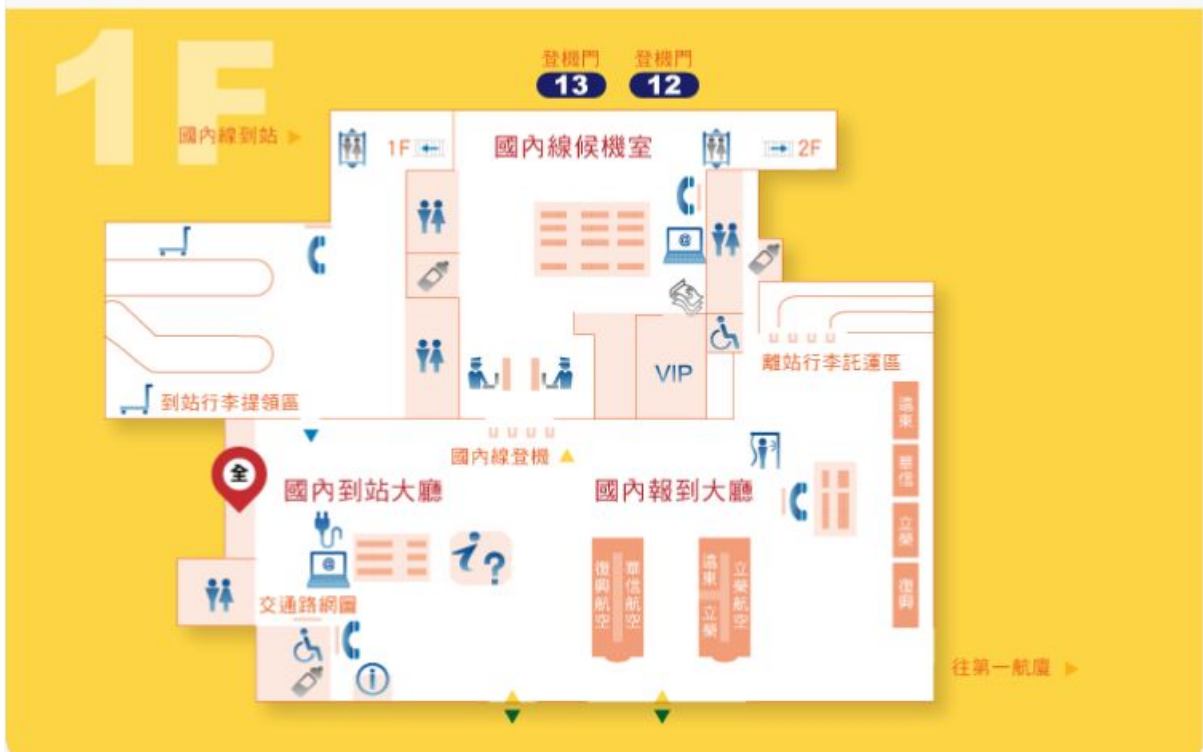 1F
登機門 登機門
13 12
國內線到站
1F
國內線候機室
2F
@
VIP
離站行李託運區
到站行李提領區
遠東
華信
立榮
復興
國內線登機
全
國內到站大廳
國內報到大廳
@
i?
復興航空
華信航空
遠東
立榮
立榮航空
交通路網圖
i
往第一航廈